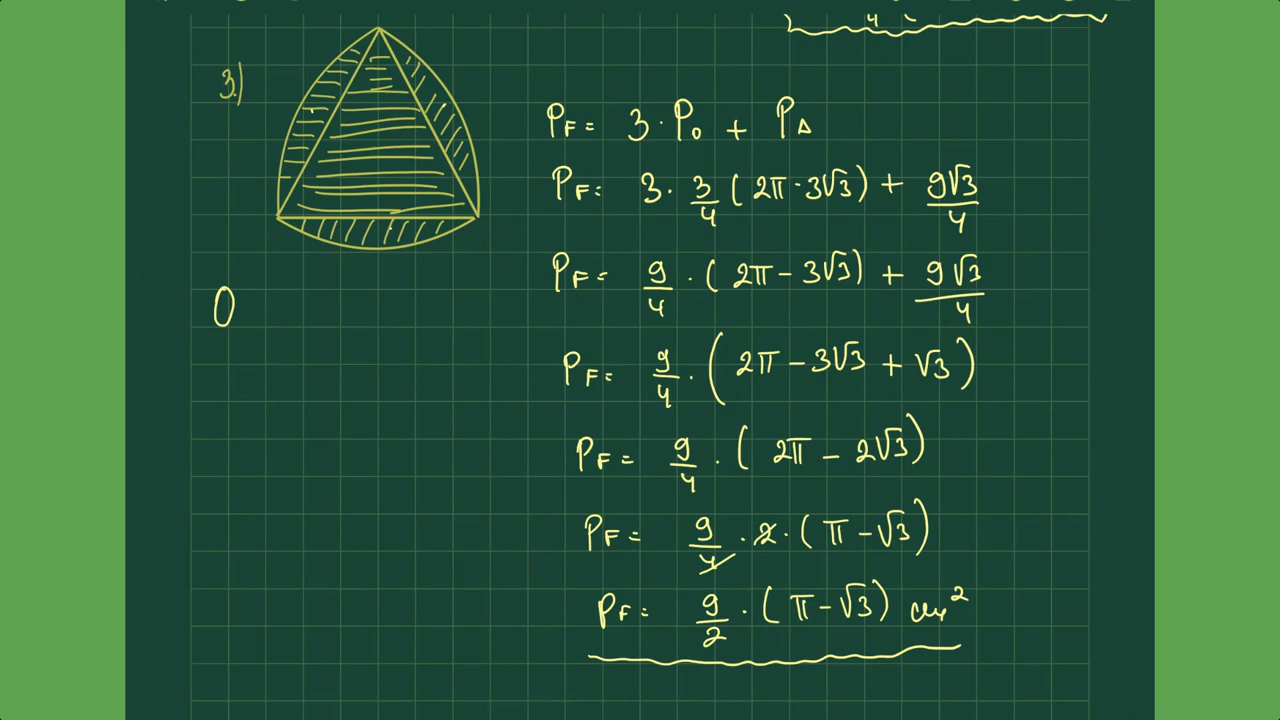 3)
P_F = 3 · P_o + P_Δ
P_F = 3 · 3/4 (2π · 3√3) + 9√3/4
P_F = 9/4 · (2π − 3√3) + 9√3/4
O
P_F = 9/4 · (2π − 3√3 + √3)
P_F = 9/4 · (2π − 2√3)
P_F = 9/4 · 2 · (π − √3)
P_F = 9/2 · (π − √3) cm²